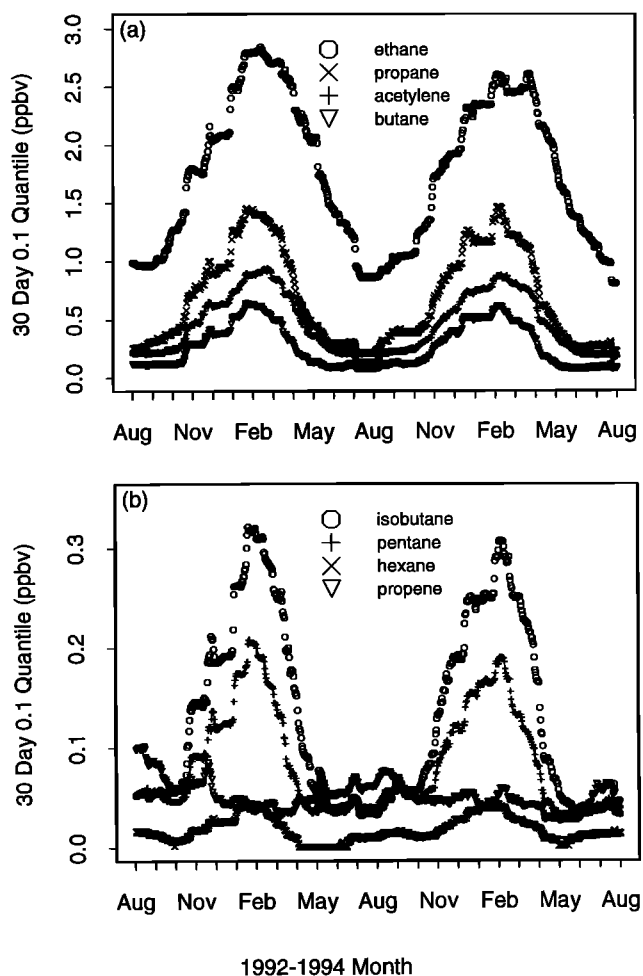 (a)
ethane
propane
acetylene
butane
30 Day 0.1 Quantile (ppbv)
3.0
2.5
2.0
1.5
1.0
0.5
0.0
Aug Nov Feb May Aug Nov Feb May Aug
(b)
isobutane
pentane
hexane
propene
30 Day 0.1 Quantile (ppbv)
0.3
0.2
0.1
0.0
Aug Nov Feb May Aug Nov Feb May Aug
1992-1994 Month